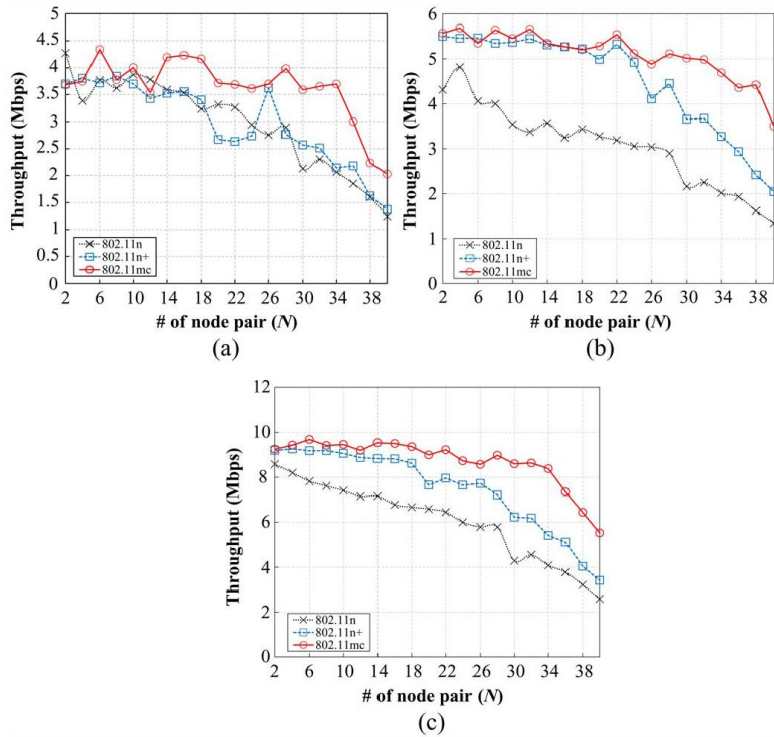 Throughput (Mbps)
5
4.5
4
3.5
3
2.5
2
1.5
1
0.5
0
802.11n
802.11n+
802.11mc
2 6 10 14 18 22 26 30 34 38
# of node pair (N)
(a)
Throughput (Mbps)
6
5
4
3
2
1
0
802.11n
802.11n+
802.11mc
2 6 10 14 18 22 26 30 34 38
# of node pair (N)
(b)
Throughput (Mbps)
12
10
8
6
4
2
0
802.11n
802.11n+
802.11mc
2 6 10 14 18 22 26 30 34 38
# of node pair (N)
(c)